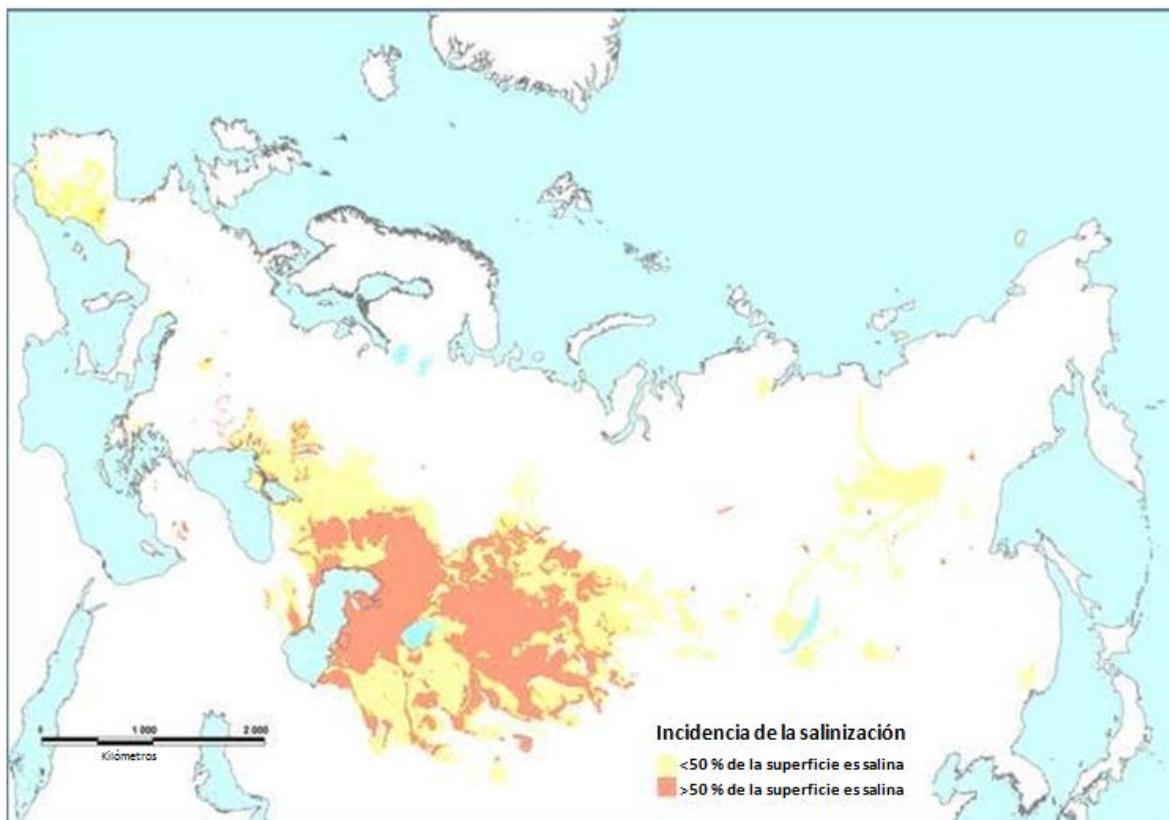 0 1 000 2 000
Kilómetros
Incidencia de la salinización
<50 % de la superficie es salina
>50 % de la superficie es salina